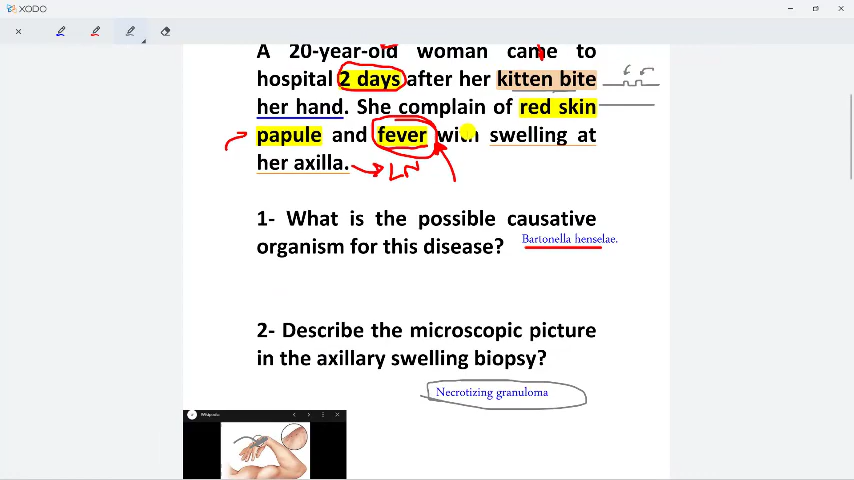 XODO
A 20-year-old woman came to
hospital 2 days after her kitten bite
her hand. She complain of red skin
papule and fever with swelling at
her axilla. → LN
1- What is the possible causative
organism for this disease? Bartonella henselae.
2- Describe the microscopic picture
in the axillary swelling biopsy?
Necrotizing granuloma
Wikipedia